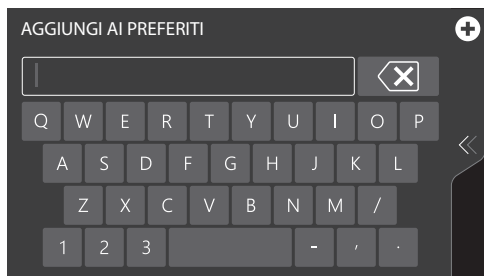 AGGIUNGI AI PREFERITI
Q W E R T Y U I O P
A S D F G H J K L
Z X C V B N M /
1 2 3 - , .